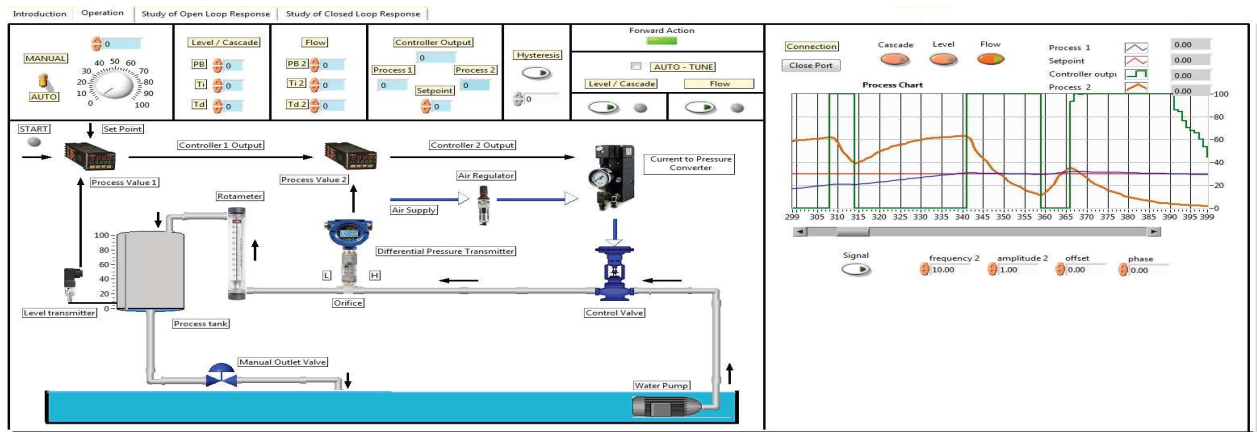 Introduction
Operation
Study of Open Loop Response
Study of Closed Loop Response
MANUAL
AUTO
0
0
10
20
30
40
50
60
70
80
90
100
Level / Cascade
PB 0
Ti 0
Td 0
Flow
PB 2 0
Ti 2 0
Td 2 0
Controller Output
0
Process 1
Process 2
0
0
Setpoint
0
Hysteresis
0
Forward Action
AUTO - TUNE
Level / Cascade
Flow
START
Set Point
Controller 1 Output
Controller 2 Output
Process Value 1
Process Value 2
Air Regulator
Current to Pressure
Converter
Rotameter
Air Supply
Differential Pressure Transmitter
L
H
100
80
60
40
20
0
Orifice
Control Valve
Level transmitter
Process tank
Manual Outlet Valve
Water Pump
Connection
Close Port
Cascade
Level
Flow
Process 1 0.00
Setpoint 0.00
Controller outpu 0.00
Process 2 0.00
Process Chart
100
80
60
40
20
0
299 305 310 315 320 325 330 335 340 345 350 355 360 365 370 375 380 385 390 399
Signal
frequency 2
10.00
amplitude 2
1.00
offset
0.00
phase
0.00